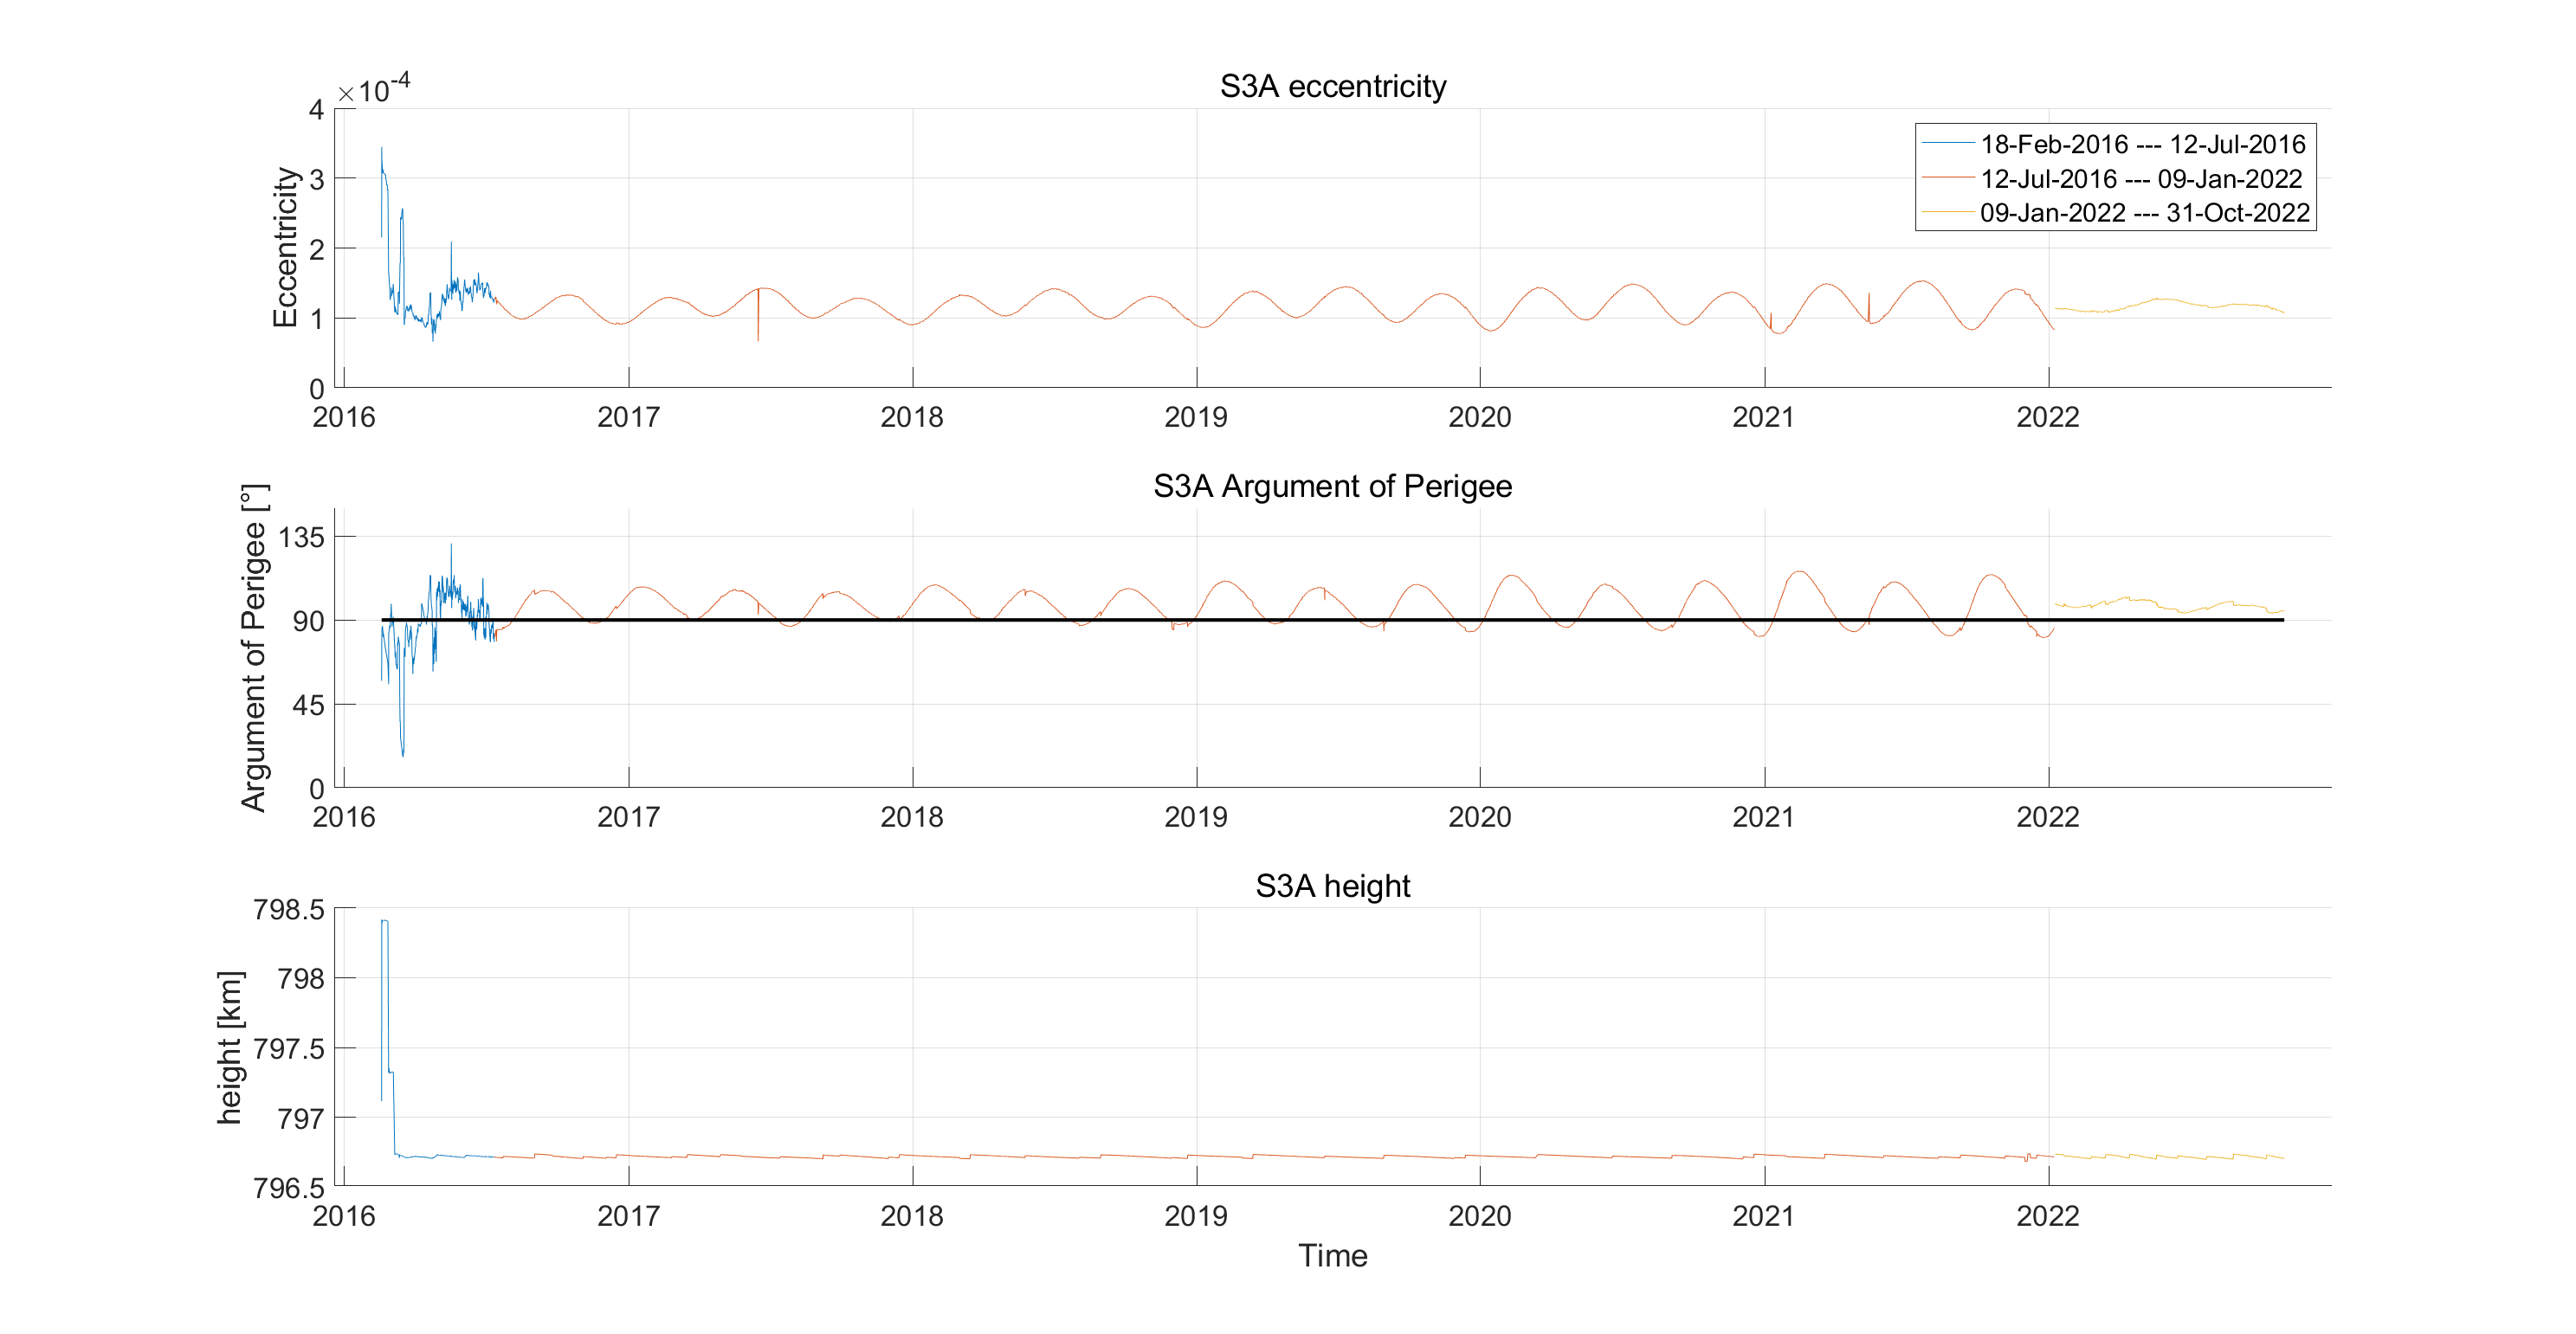 S3A eccentricity
×10-4
4
3
2
1
0
Eccentricity
18-Feb-2016 --- 12-Jul-2016
12-Jul-2016 --- 09-Jan-2022
09-Jan-2022 --- 31-Oct-2022
2016 2017 2018 2019 2020 2021 2022
S3A Argument of Perigee
135
90
45
0
Argument of Perigee [°]
2016 2017 2018 2019 2020 2021 2022
S3A height
798.5
798
797.5
797
796.5
height [km]
2016 2017 2018 2019 2020 2021 2022
Time